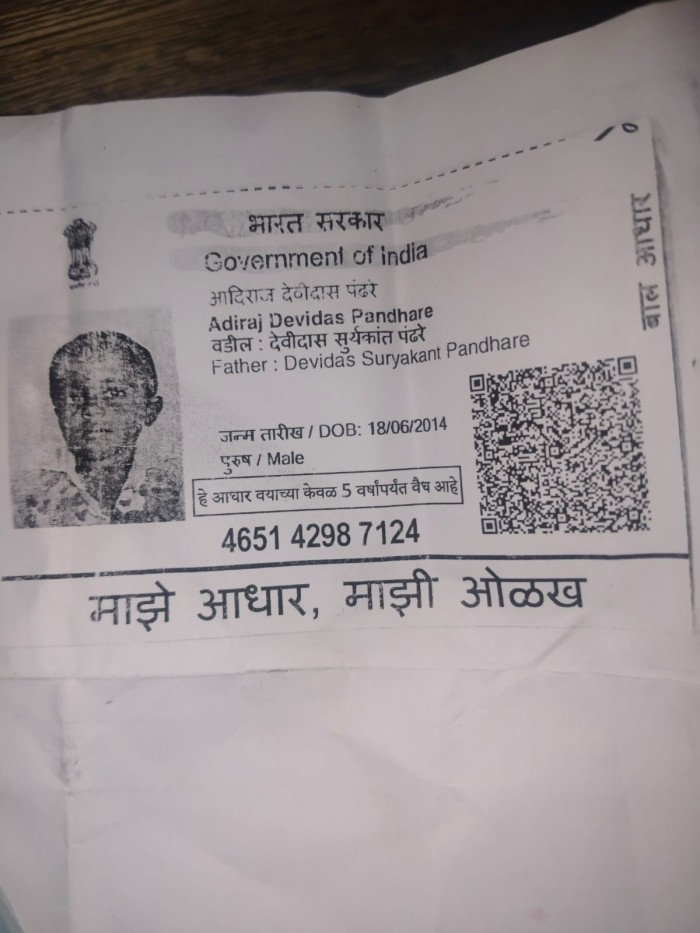 भारत सरकार
Government of India
आदिराज देवीदास पंढरे
Adiraj Devidas Pandhare
वडील : देवीदास सुर्यकांत पंढरे
Father : Devidas Suryakant Pandhare
जन्म तारीख / DOB: 18/06/2014
पुरुष / Male
हे आधार वयाच्या केवळ 5 वर्षांपर्यंत वैध आहे
4651 4298 7124
माझे आधार, माझी ओळख
बाल आधार